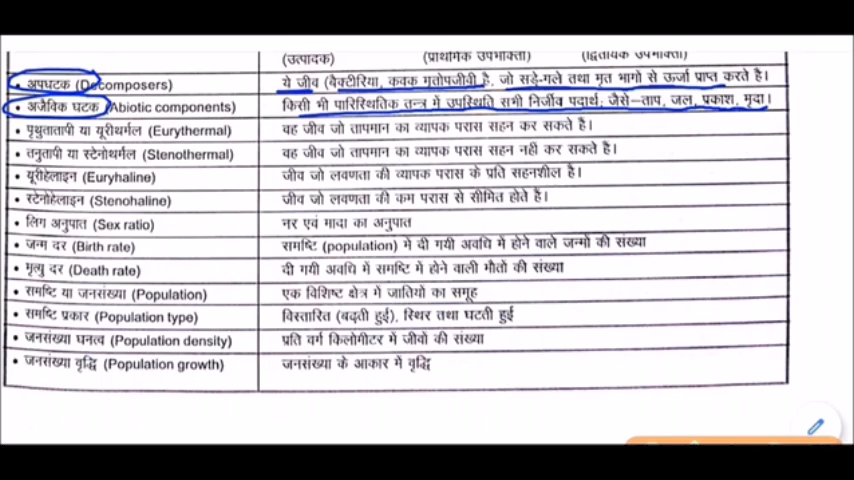 (उत्पादक) (प्राथमिक उपभोक्ता) (द्वितीयक उपभोक्ता)
• अपघटक (Decomposers) ये जीव (बैक्टीरिया, कवक मृतोपजीवी है, जो सड़े-गले तथा मृत भागो से ऊर्जा प्राप्त करते है।
• अजैविक घटक (Abiotic components) किसी भी पारिस्थितिक तन्त्र में उपस्थिति सभी निर्जीव पदार्थ, जैसे–ताप, जल, प्रकाश, मृदा।
• पृथुतापी या यूरीथर्मल (Eurythermal) वह जीव जो तापमान का व्यापक परास सहन कर सकते है।
• तनुतापी या स्टेनोथर्मल (Stenothermal) वह जीव जो तापमान का व्यापक परास सहन नही कर सकते है।
• यूरीहेलाइन (Euryhaline) जीव जो लवणता की व्यापक परास के प्रति सहनशील है।
• स्टेनोहेलाइन (Stenohaline) जीव जो लवणता की कम परास से सीमित होते है।
• लिग अनुपात (Sex ratio) नर एवं मादा का अनुपात
• जन्म दर (Birth rate) समष्टि (population) में दी गयी अवधि में होने वाले जन्मो की संख्या
• मृत्यु दर (Death rate) दी गयी अवधि में समष्टि में होने वाली मौतों की संख्या
• समष्टि या जनसंख्या (Population) एक विशिष्ट क्षेत्र मे जातियों का समूह
• समष्टि प्रकार (Population type) विस्तारित (बढ़ती हुई), स्थिर तथा घटती हुई
• जनसंख्या घनत्व (Population density) प्रति वर्ग किलोमीटर में जीवों की संख्या
• जनसंख्या वृद्धि (Population growth) जनसंख्या के आकार में वृद्धि